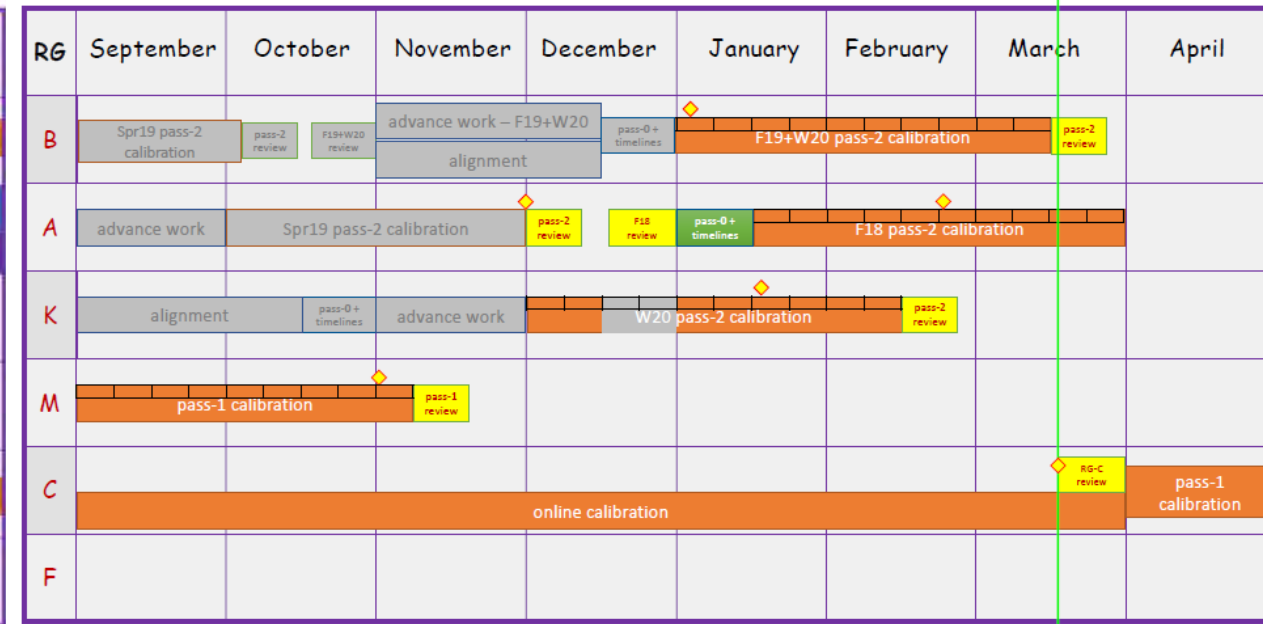 RG September October November December January February March April
B
Spr19 pass-2
calibration
pass-2
review
F19+W20
review
advance work – F19+W20
alignment
pass-0+
timelines
F19+W20 pass-2 calibration
pass-2
review
A
advance work
Spr19 pass-2 calibration
pass-2
review
F18
review
pass-0+
timelines
F18 pass-2 calibration
K
alignment
pass-0+
timelines
advance work
W20 pass-2 calibration
pass-2
review
M
pass-1 calibration
pass-1
review
C
online calibration
RG-C
review
pass-1
calibration
F